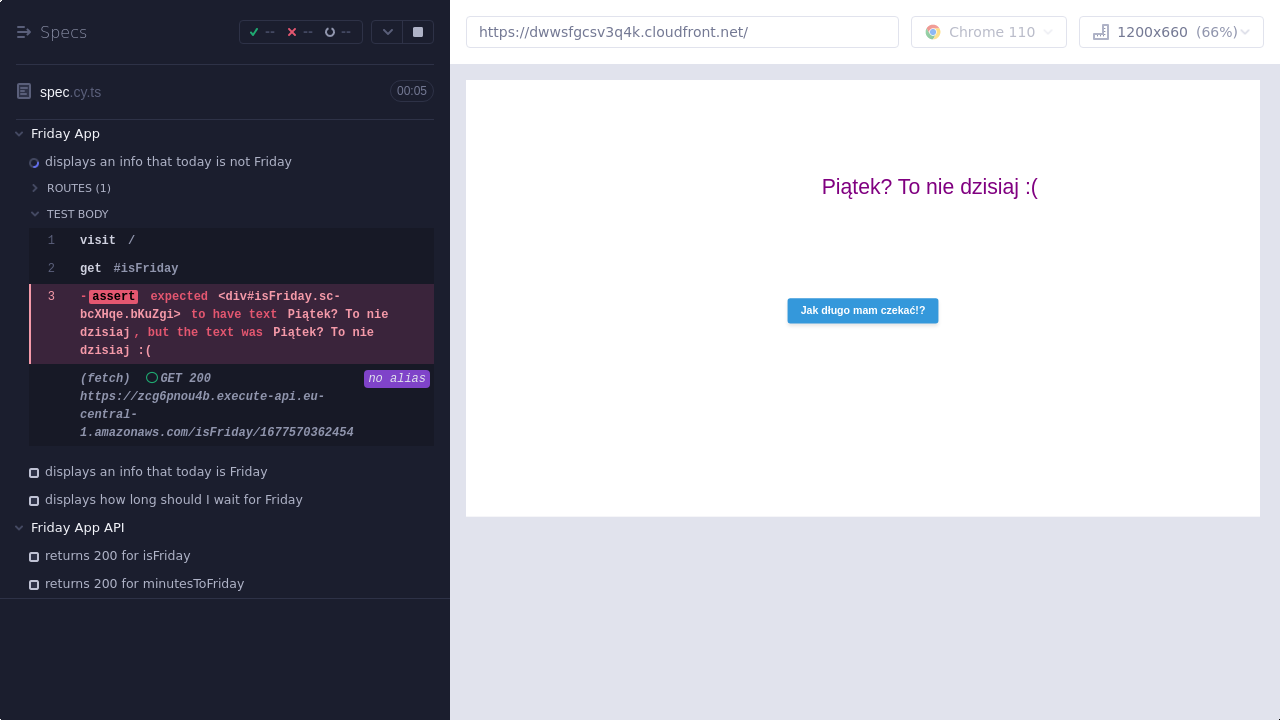 Specs -- -- --
spec.cy.ts 00:05
Friday App
displays an info that today is not Friday
ROUTES (1)
TEST BODY
1 visit /
2 get #isFriday
3 -assert expected <div#isFriday.sc-
bcXHqe.bKuZgi> to have text Piątek? To nie
dzisiaj, but the text was Piątek? To nie
dzisiaj :(
(fetch) GET 200 no alias
https://zcg6pnou4b.execute-api.eu-
central-
1.amazonaws.com/isFriday/1677570362454
displays an info that today is Friday
displays how long should I wait for Friday
Friday App API
returns 200 for isFriday
returns 200 for minutesToFriday
https://dwwsfgcsv3q4k.cloudfront.net/ Chrome 110 1200x660 (66%)
Piątek? To nie dzisiaj :(
Jak długo mam czekać!?